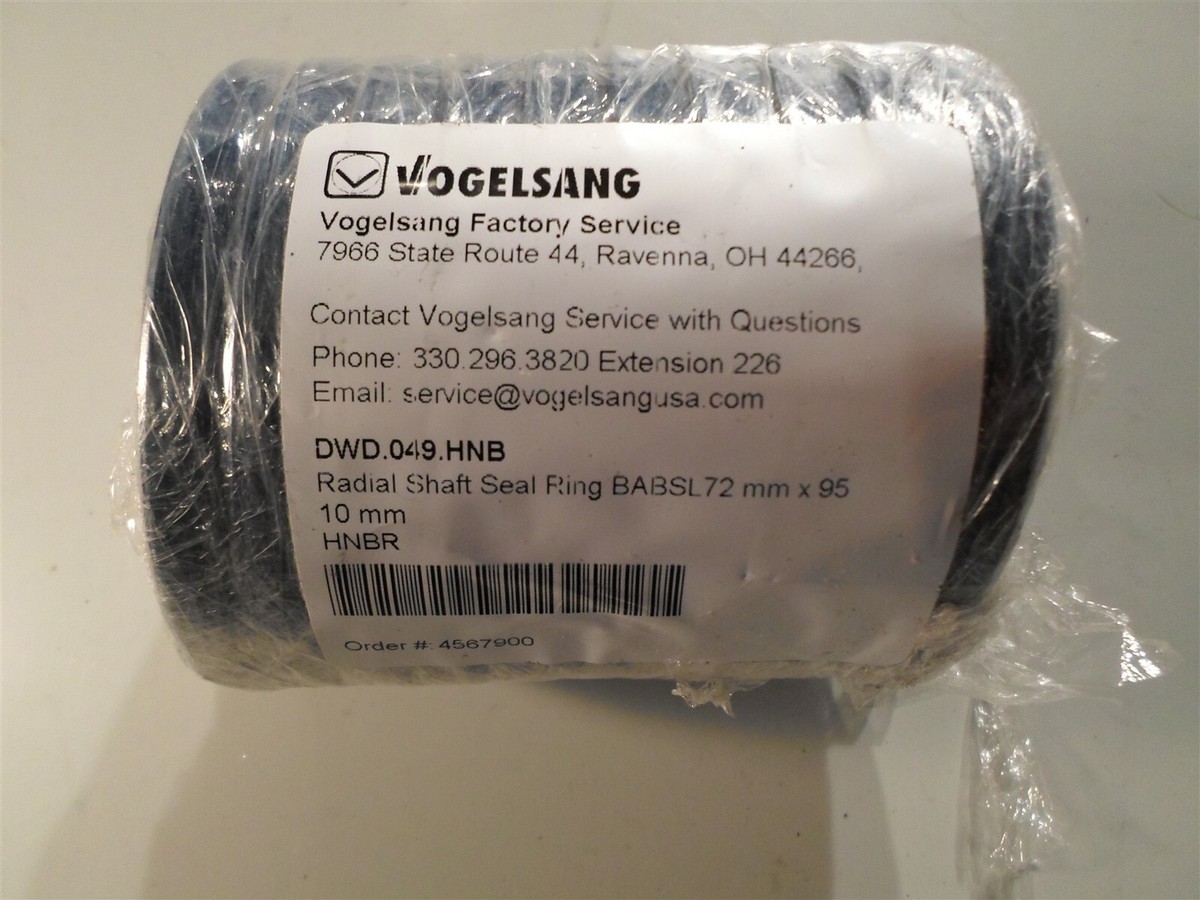 VOGELSANG
Vogelsang Factory Service
7966 State Route 44, Ravenna, OH 44266,
Contact Vogelsang Service with Questions
Phone: 330.296.3820 Extension 226
Email: service@vogelsangusa.com
DWD.049.HNB
Radial Shaft Seal Ring BABSL72 mm x 95
10 mm
HNBR
Order #: 4567900